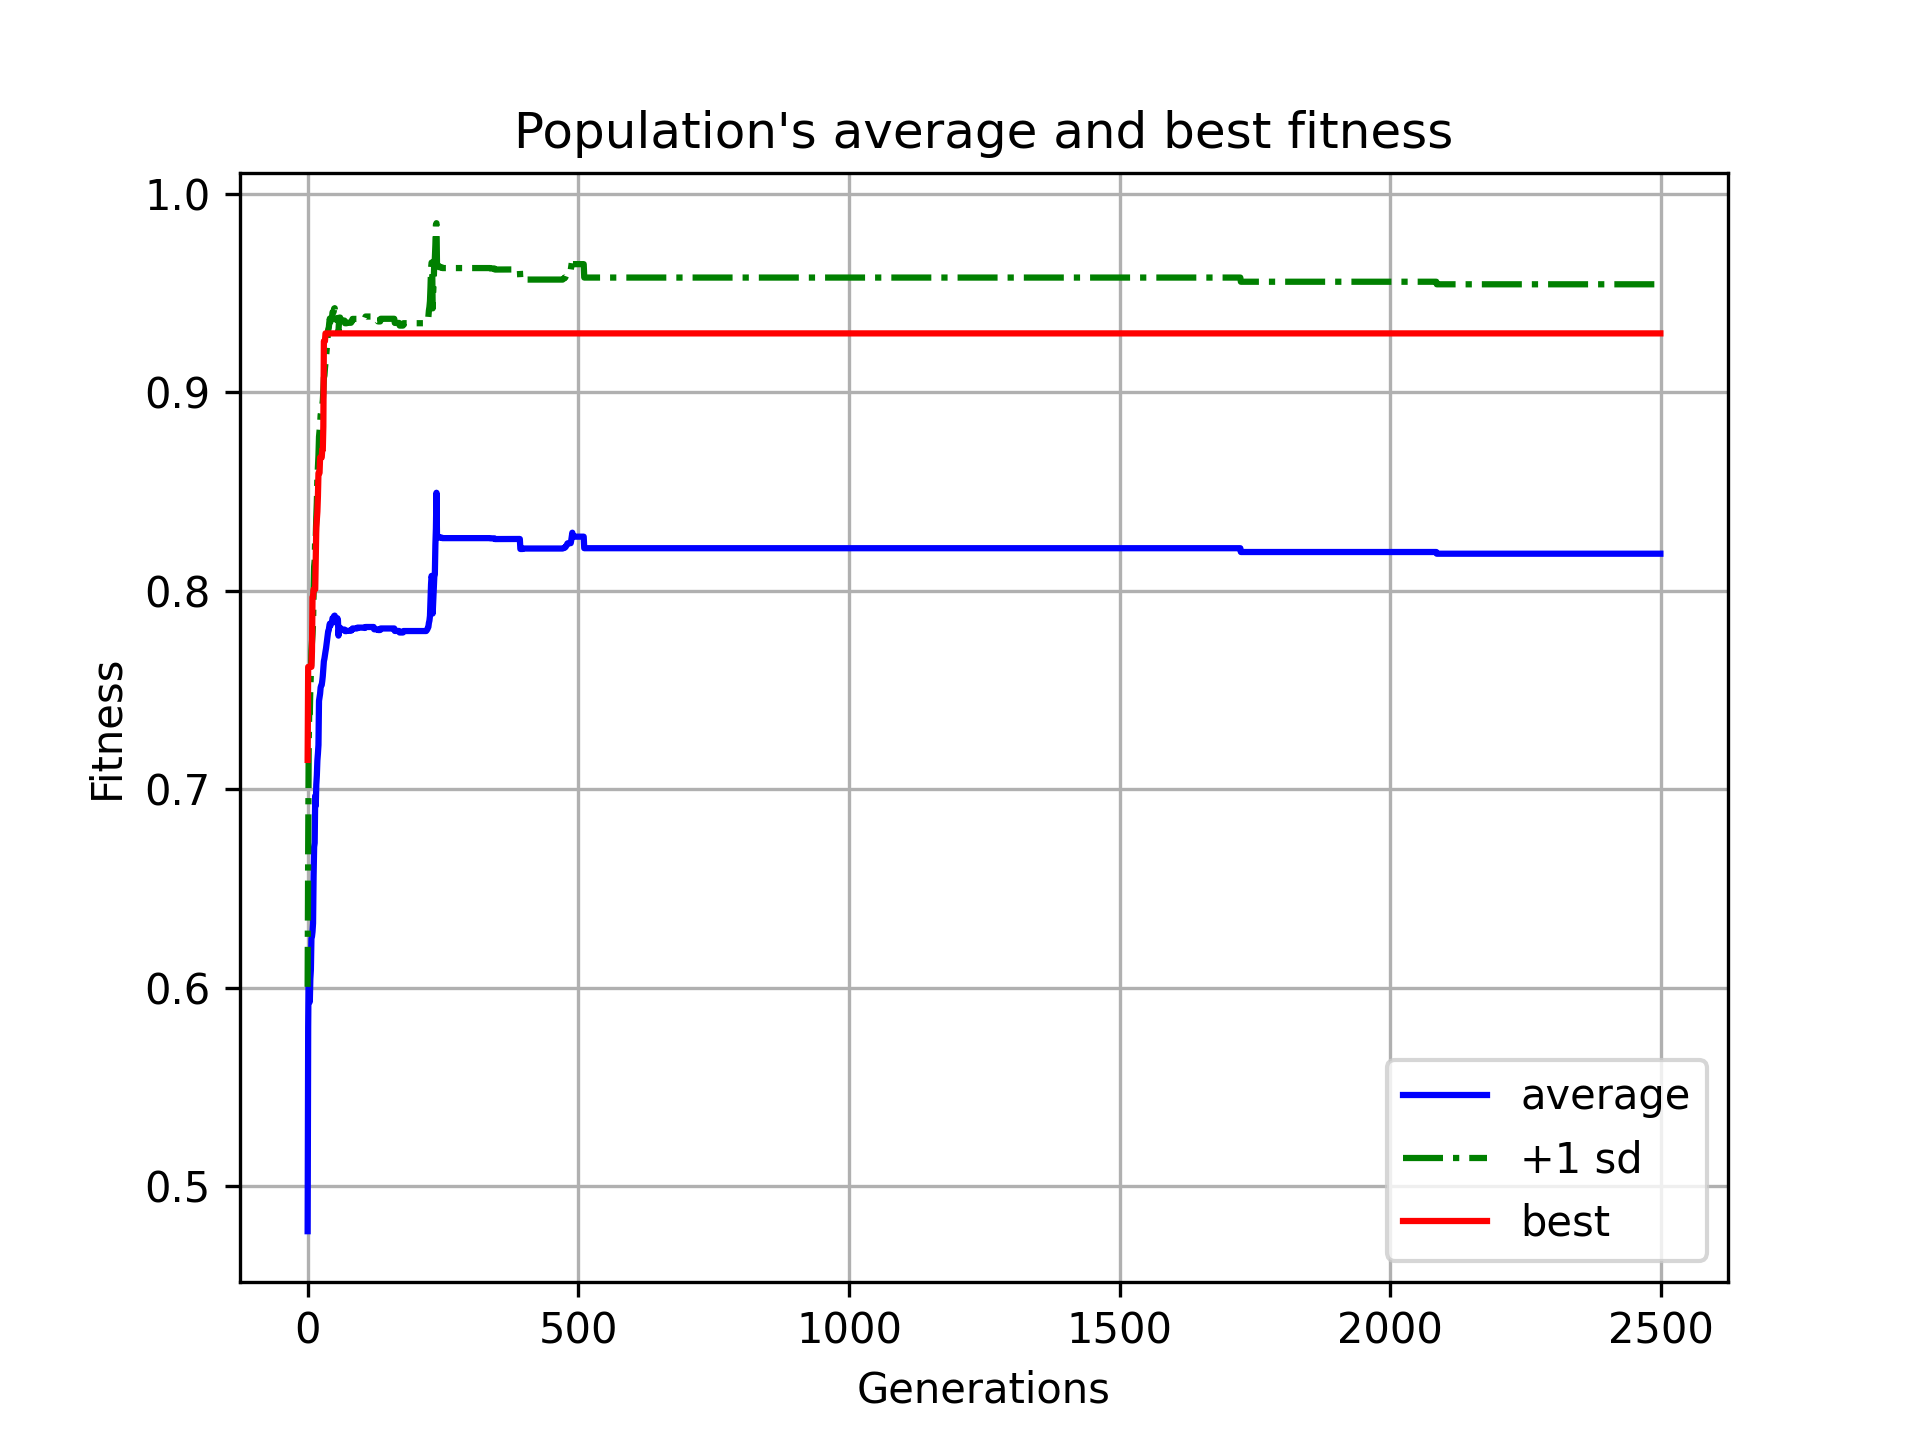 Population's average and best fitness
1.0
0.9
0.8
0.7
0.6
0.5
Fitness
0 500 1000 1500 2000 2500
Generations
average
+1 sd
best